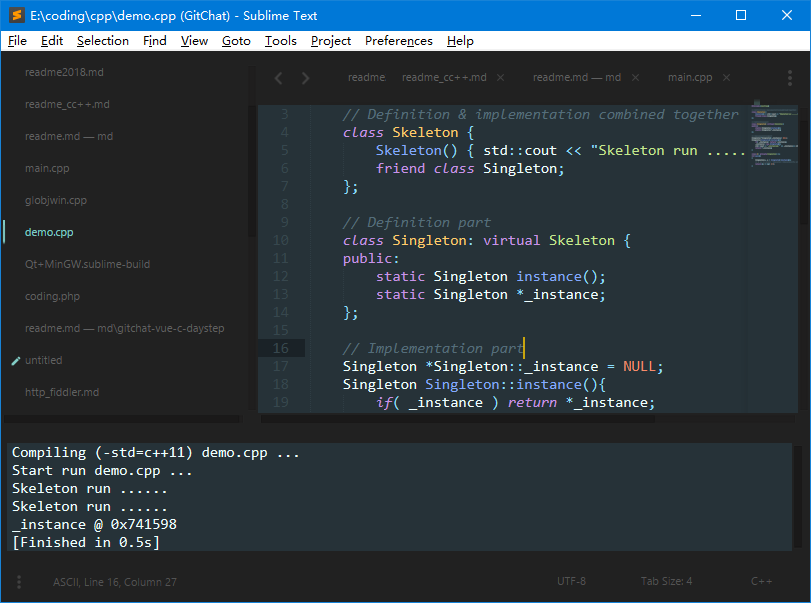 E:\coding\cpp\demo.cpp (GitChat) - Sublime Text
File Edit Selection Find View Goto Tools Project Preferences Help
readme2018.md
readme_cc++.md
readme.md — md
main.cpp
globjwin.cpp
demo.cpp
Qt+MinGW.sublime-build
coding.php
readme.md — md\gitchat-vue-c-daystep
untitled
http_fiddler.md
readme readme_cc++.md readme.md — md main.cpp
3 // Definition & implementation combined together
4 class Skeleton {
5 Skeleton() { std::cout << "Skeleton run .....
6 friend class Singleton;
7 };
8
9 // Definition part
10 class Singleton: virtual Skeleton {
11 public:
12 static Singleton instance();
13 static Singleton *_instance;
14 };
15
16 // Implementation part
17 Singleton *Singleton::_instance = NULL;
18 Singleton Singleton::instance(){
19 if( _instance ) return *_instance;
Compiling (-std=c++11) demo.cpp ...
Start run demo.cpp ...
Skeleton run ......
Skeleton run ......
_instance @ 0x741598
[Finished in 0.5s]
ASCII, Line 16, Column 27 UTF-8 Tab Size: 4 C++